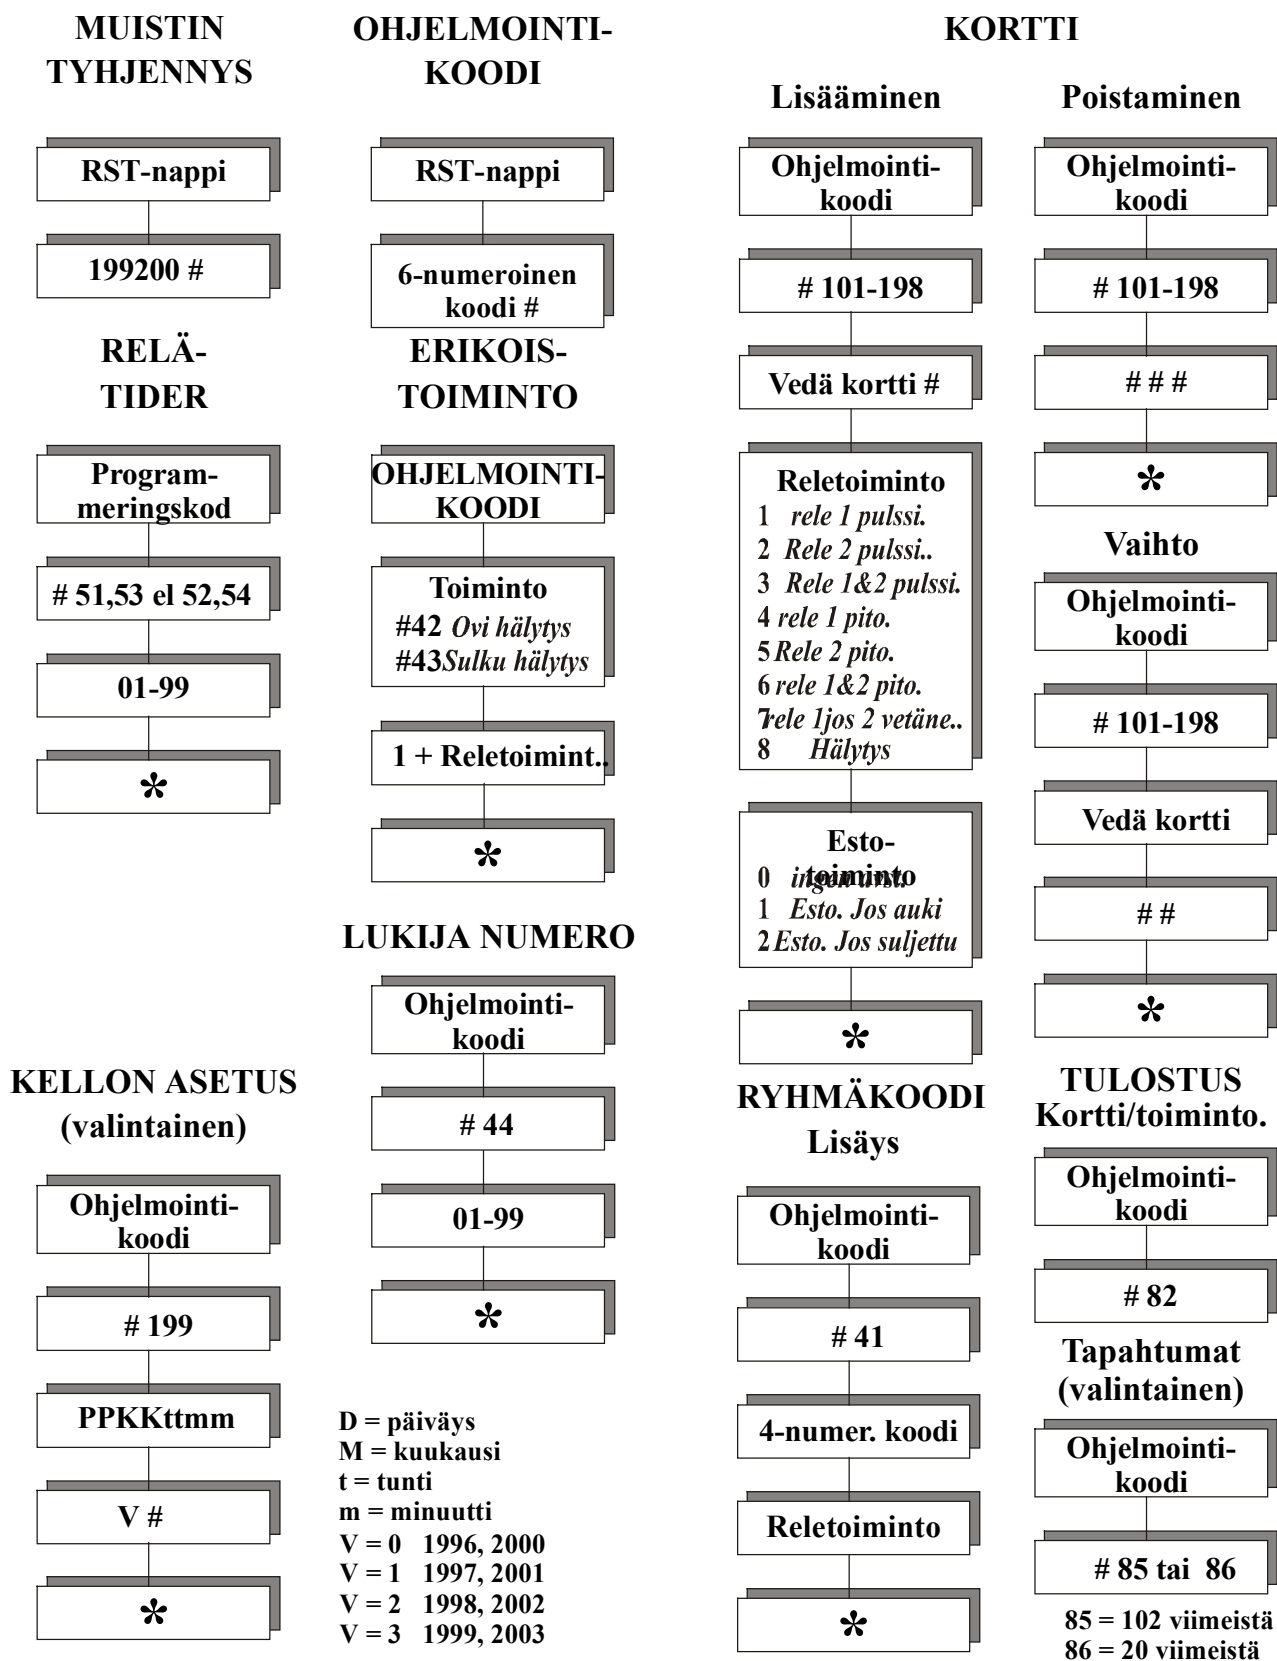 MUISTIN
TYHJENNYS
RST-nappi
199200 #
RELÄ-
TIDER
Program-
meringskod
# 51,53 el 52,54
01-99
*
KELLON ASETUS
(valintainen)
Ohjelmointi-
koodi
# 199
PPKKttmm
V #
*
OHJELMOINTI-
KOODI
RST-nappi
6-numeroinen
koodi #
ERIKOIS-
TOIMINTO
OHJELMOINTI-
KOODI
Toiminto
#42 Ovi hälytys
#43Sulku hälytys
1 + Reletoimint..
*
LUKIJA NUMERO
Ohjelmointi-
koodi
# 44
01-99
*
D = päiväys
M = kuukausi
t = tunti
m = minuutti
V = 0 1996, 2000
V = 1 1997, 2001
V = 2 1998, 2002
V = 3 1999, 2003
KORTTI
Lisääminen
Ohjelmointi-
koodi
# 101-198
Vedä kortti #
Reletoiminto
1 rele 1 pulssi.
2 Rele 2 pulssi..
3 Rele 1&2 pulssi.
4 rele 1 pito.
5 Rele 2 pito.
6 rele 1&2 pito.
7 rele 1jos 2 vetäne..
8 Hälytys
Esto-
toiminto
0 ingen
1 Esto. Jos auki
2 Esto. Jos suljettu
*
RYHMÄKOODI
Lisäys
Ohjelmointi-
koodi
# 41
4-numer. koodi
Reletoiminto
*
Poistaminen
Ohjelmointi-
koodi
# 101-198
# # #
*
Vaihto
Ohjelmointi-
koodi
# 101-198
Vedä kortti
# #
*
TULOSTUS
Kortti/toiminto.
Ohjelmointi-
koodi
# 82
Tapahtumat
(valintainen)
Ohjelmointi-
koodi
# 85 tai 86
85 = 102 viimeistä
86 = 20 viimeistä